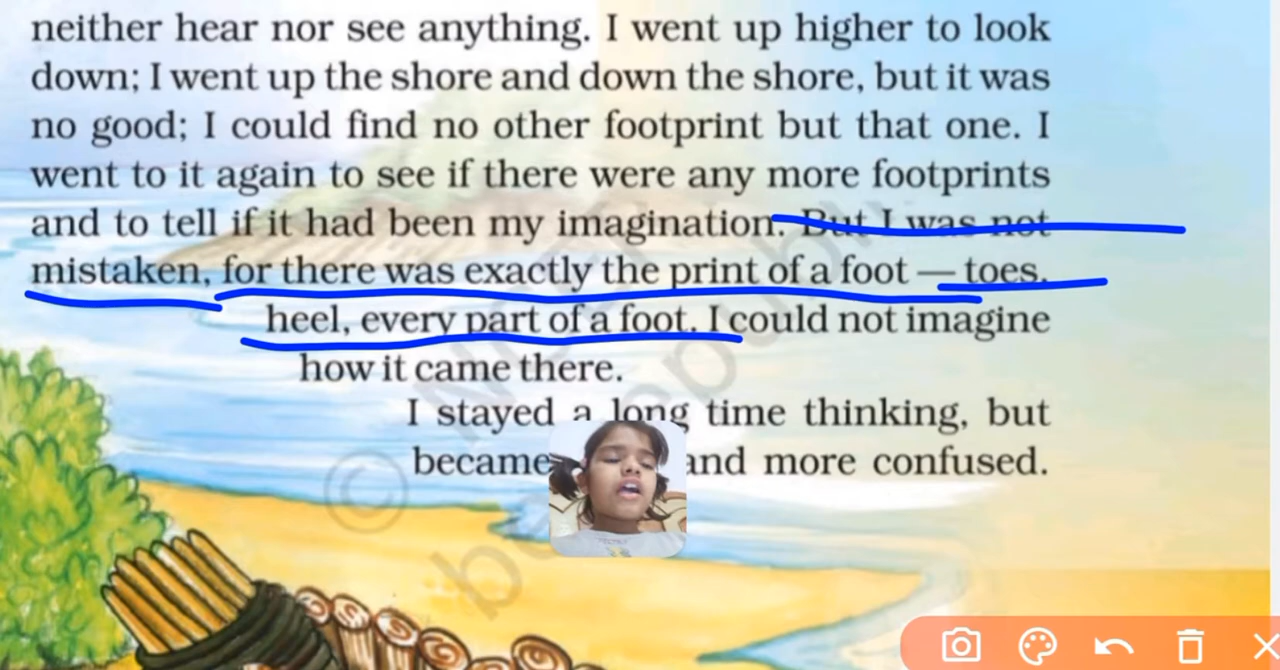 neither hear nor see anything. I went up higher to look
down; I went up the shore and down the shore, but it was
no good; I could find no other footprint but that one. I
went to it again to see if there were any more footprints
and to tell if it had been my imagination. But I was not
mistaken, for there was exactly the print of a foot — toes,
heel, every part of a foot. I could not imagine
how it came there.
I stayed a long time thinking, but
became and more confused.